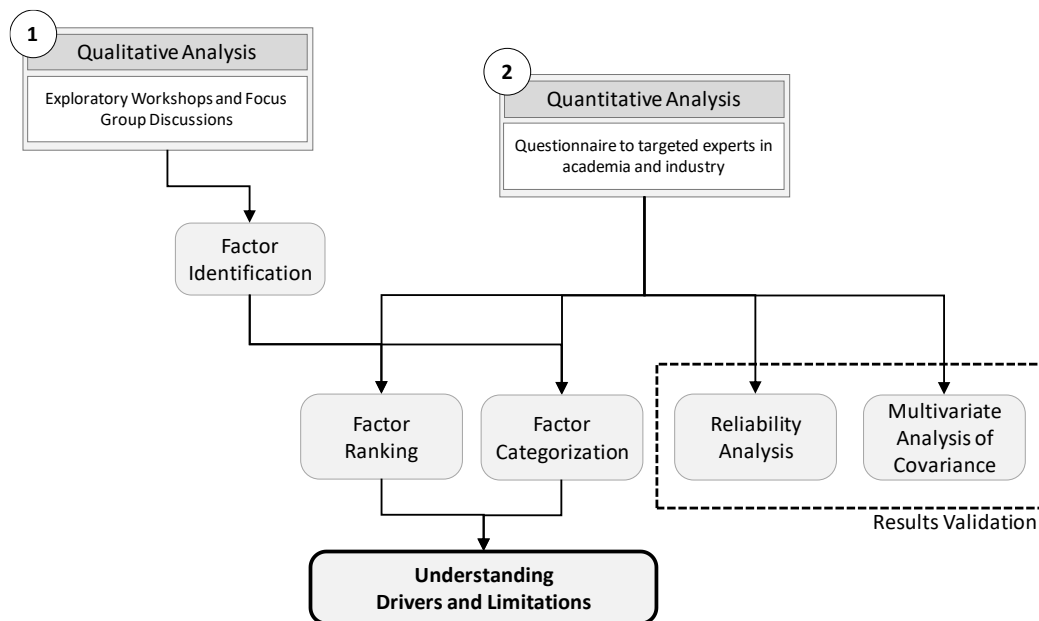 1
Qualitative Analysis
Exploratory Workshops and Focus
Group Discussions
2
Quantitative Analysis
Questionnaire to targeted experts in
academia and industry
Factor
Identification
Factor
Ranking
Factor
Categorization
Reliability
Analysis
Multivariate
Analysis of
Covariance
Results Validation
Understanding
Drivers and Limitations